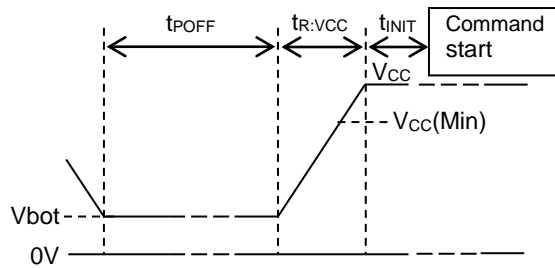 tPOFF
tR:VCC
tINIT
Command
start
VCC
VCC(Min)
Vbot
0V